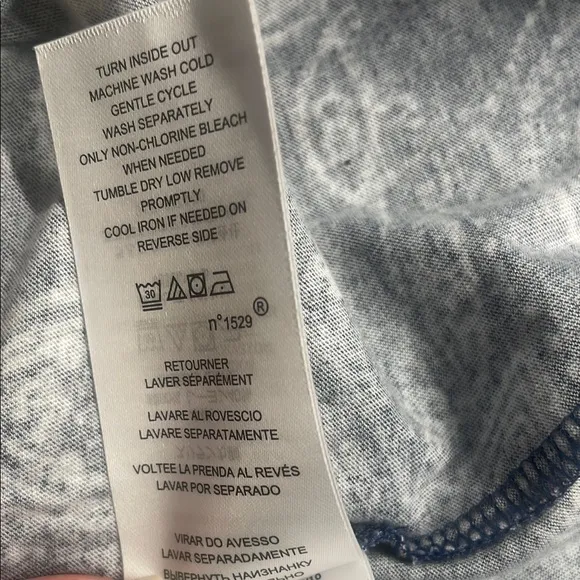 TURN INSIDE OUT
MACHINE WASH COLD
GENTLE CYCLE
WASH SEPARATELY
ONLY NON-CHLORINE BLEACH
WHEN NEEDED
TUMBLE DRY LOW REMOVE
PROMPTLY
COOL IRON IF NEEDED ON
REVERSE SIDE
30
n°1529 ®
RETOURNER
LAVER SÉPARÉMENT
LAVARE AL ROVESCIO
LAVARE SEPARATAMENTE
VOLTEE LA PRENDA AL REVÉS
LAVAR POR SEPARADO
VIRAR DO AVESSO
LAVAR SEPARADAMENTE
ВЫВЕРНУТЬ НАИЗНАНКУ